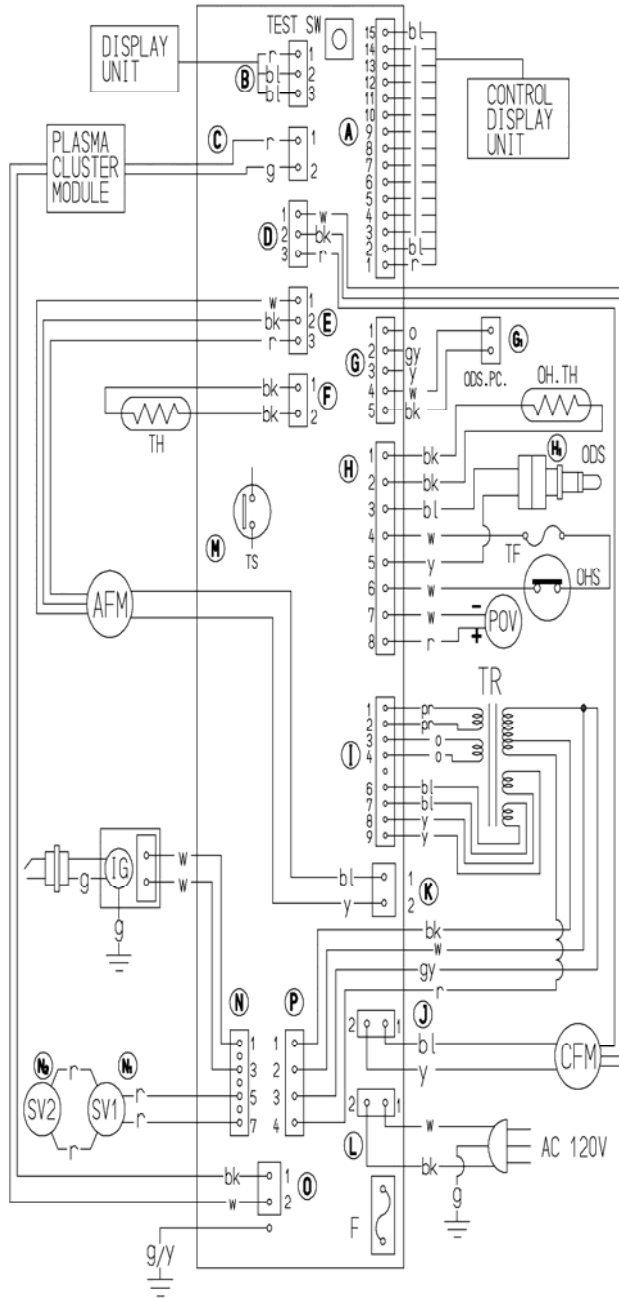 TEST SW
DISPLAY
UNIT
r 1
B bl 2
bl 3
15 bl
14
13
12
11
10
A 9
8
7
6
5
4
3
2 bl
1 r
CONTROL
DISPLAY
UNIT
PLASMA
CLUSTER
MODULE
C r 1
g 2
1 w
D 2 bk
3 r
w 1
bk 2 E
r 3
1 o
2 gy
G 3 y
4 w
5 bk
G1
ODS.PC.
bk 1 F
bk 2
TH
OH.TH
1 bk
H 2 bk
3 bl
4 w
5 y
6 w
7 w
8 r
H1 ODS
TF
OHS
- POV
+
M
TS
AFM
TR
1 pr
2 pr
3 o
I 4 o
6 bl
7 bl
8 y
9 y
IG
w
w
g
g
bl 1 K
y 2
bk
w
gy
r
N P
1 1
3 2
5 3
7 4
N2 N1
SV2 SV1
r
r
r
r
2 1 J
bl
y
CFM
2 1
L
w
bk
g
AC 120V
bk 1 O
w 2
F
g/y